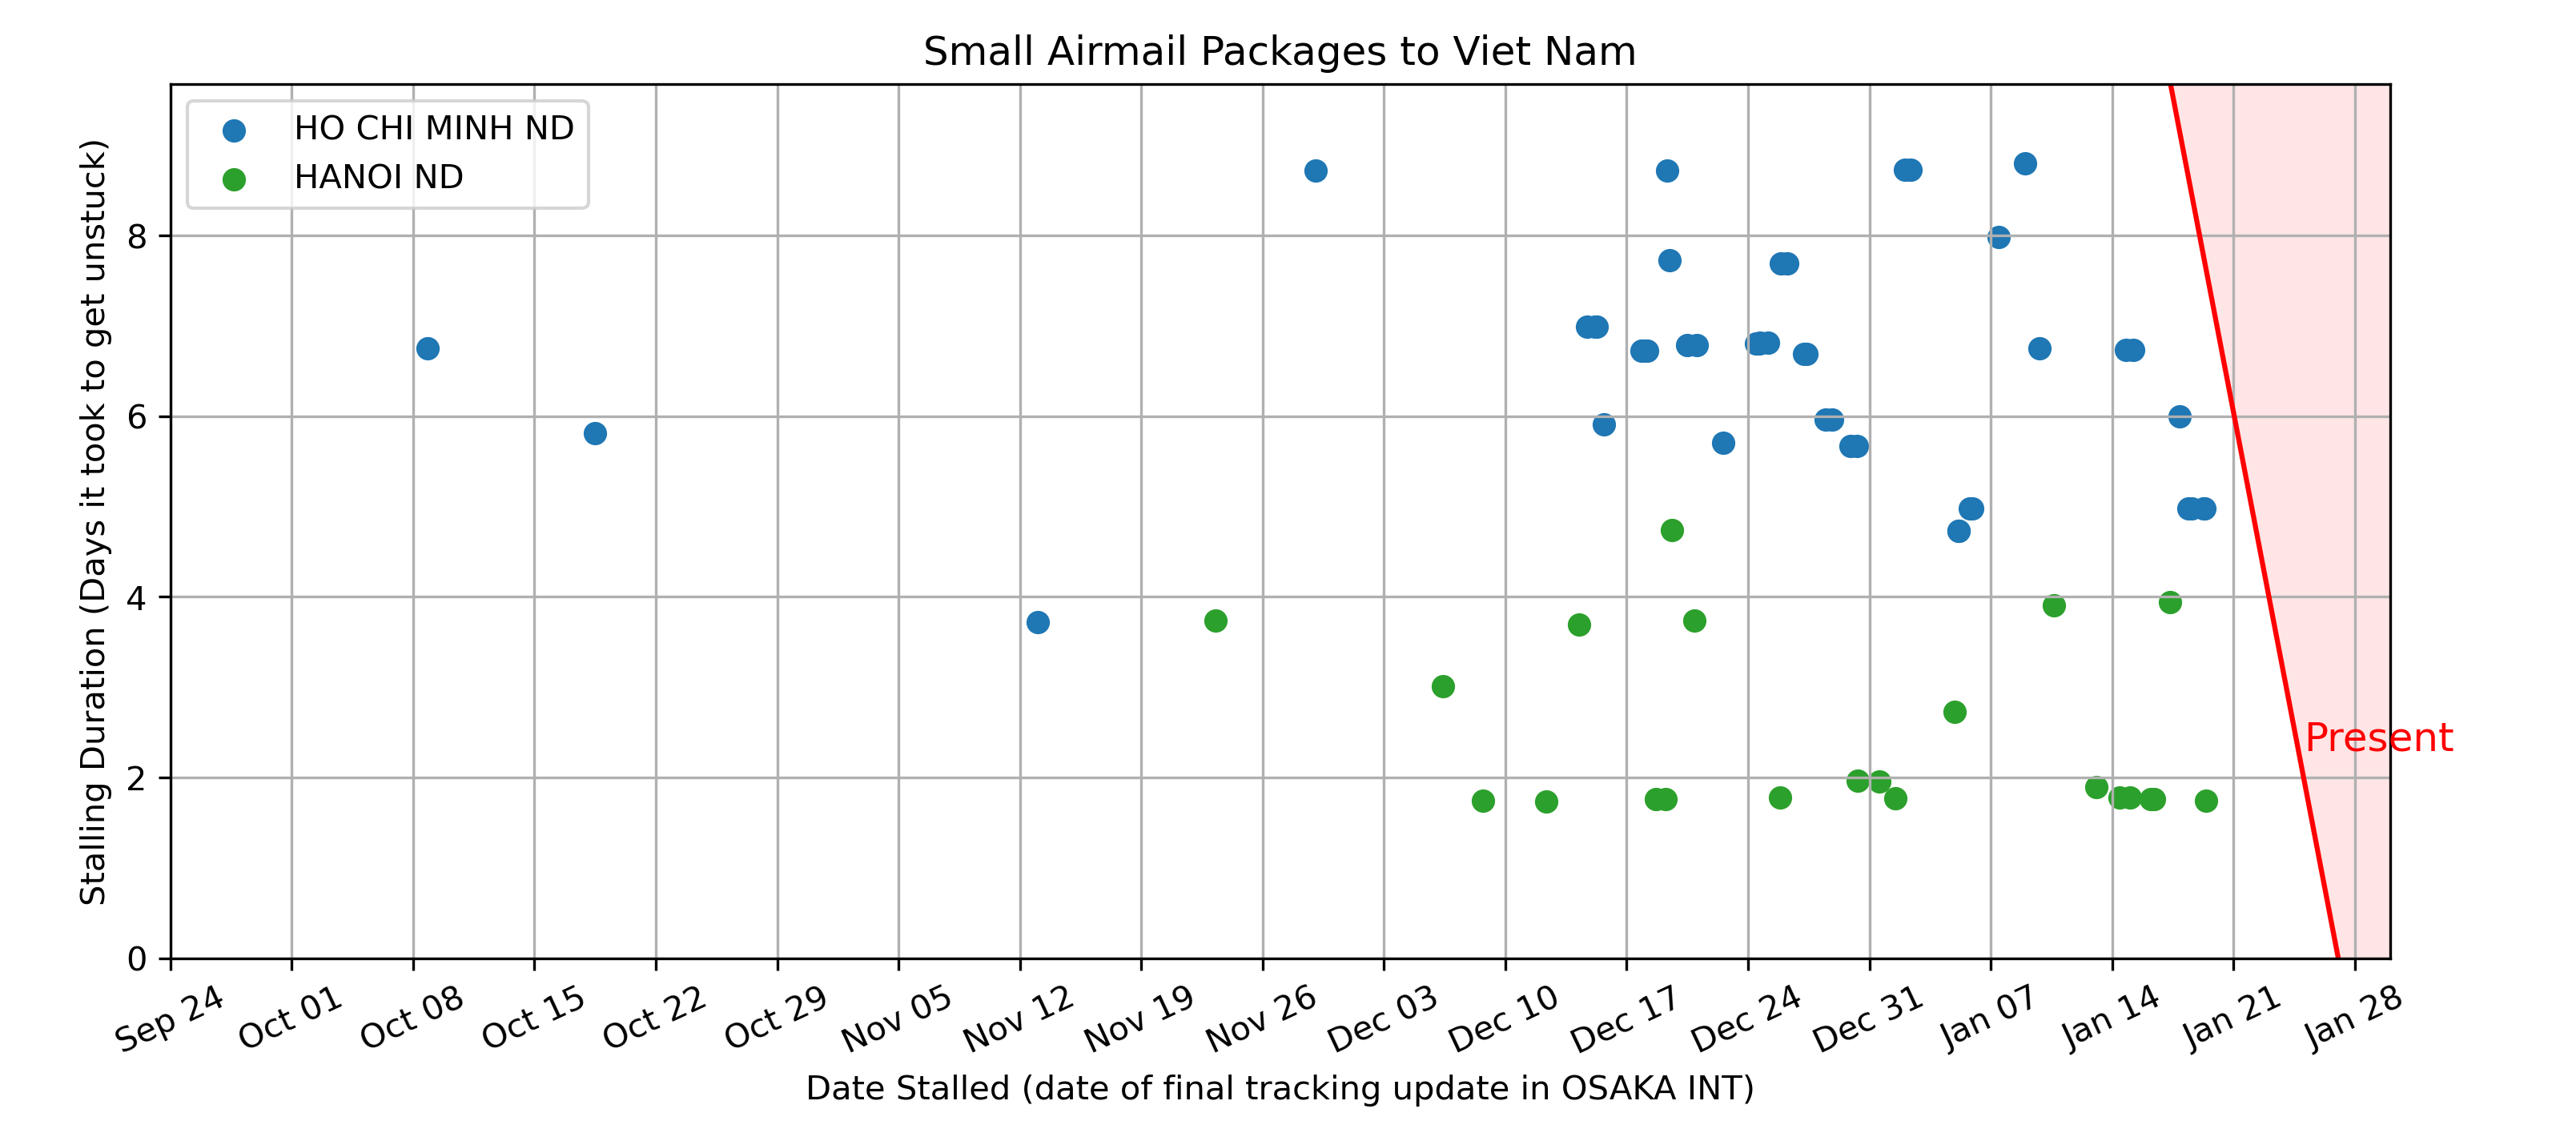 Small Airmail Packages to Viet Nam
HO CHI MINH ND
HANOI ND
Stalling Duration (Days it took to get unstuck)
8
6
4
2
0
Present
Sep 24
Oct 01
Oct 08
Oct 15
Oct 22
Oct 29
Nov 05
Nov 12
Nov 19
Nov 26
Dec 03
Dec 10
Dec 17
Dec 24
Dec 31
Jan 07
Jan 14
Jan 21
Jan 28
Date Stalled (date of final tracking update in OSAKA INT)